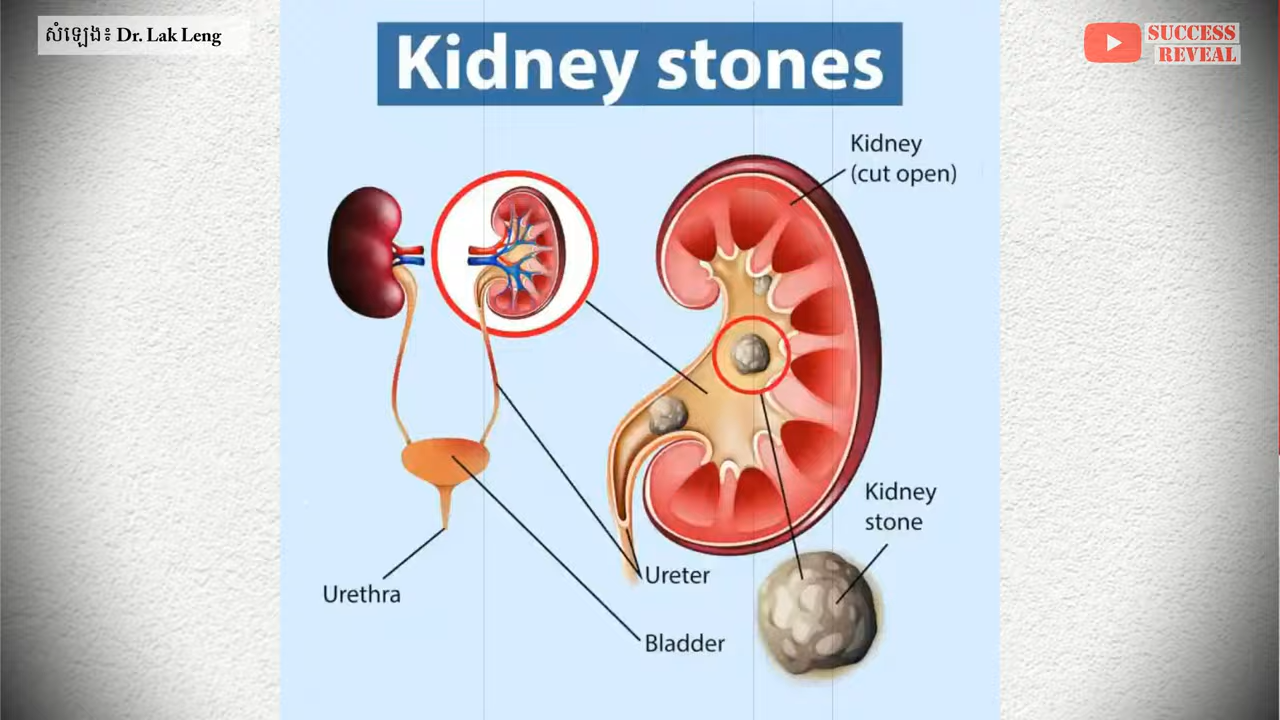 សំឡេង៖ Dr. Lak Leng
SUCCESS
REVEAL
Kidney stones
Kidney
(cut open)
Kidney
stone
Ureter
Urethra
Bladder